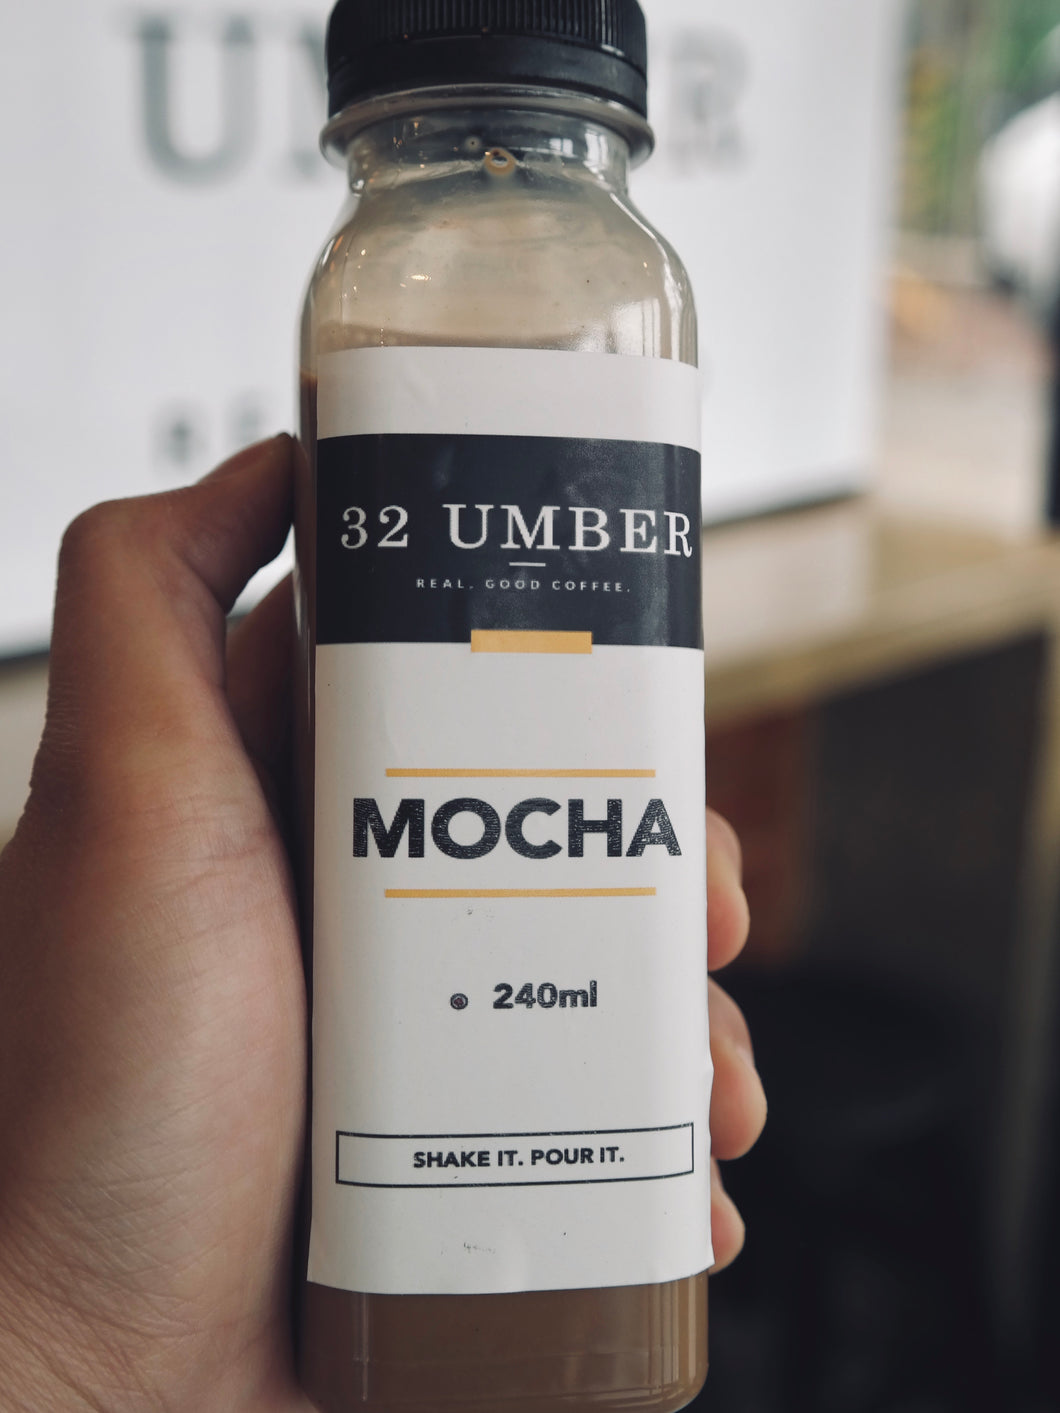 32 UMBER
REAL. GOOD COFFEE.
MOCHA
240ml
SHAKE IT. POUR IT.